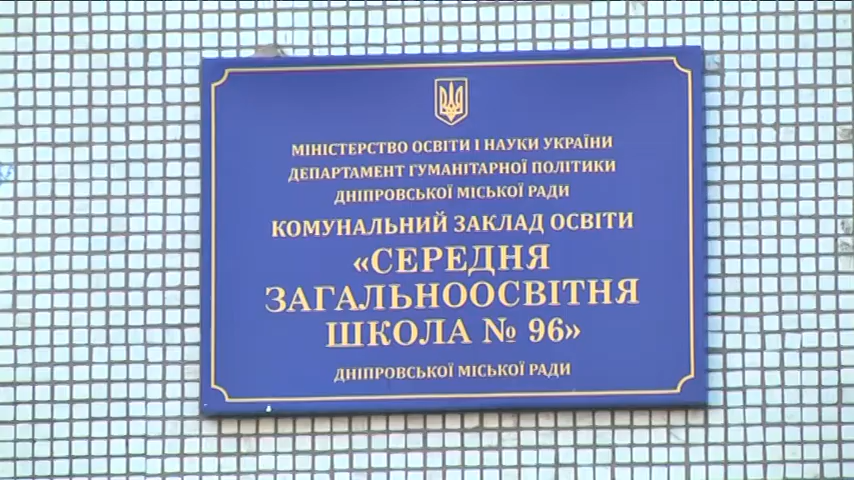 МІНІСТЕРСТВО ОСВІТИ І НАУКИ УКРАЇНИ
ДЕПАРТАМЕНТ ГУМАНІТАРНОЇ ПОЛІТИКИ
ДНІПРОВСЬКОЇ МІСЬКОЇ РАДИ
КОМУНАЛЬНИЙ ЗАКЛАД ОСВІТИ
«СЕРЕДНЯ
ЗАГАЛЬНООСВІТНЯ
ШКОЛА № 96»
ДНІПРОВСЬКОЇ МІСЬКОЇ РАДИ